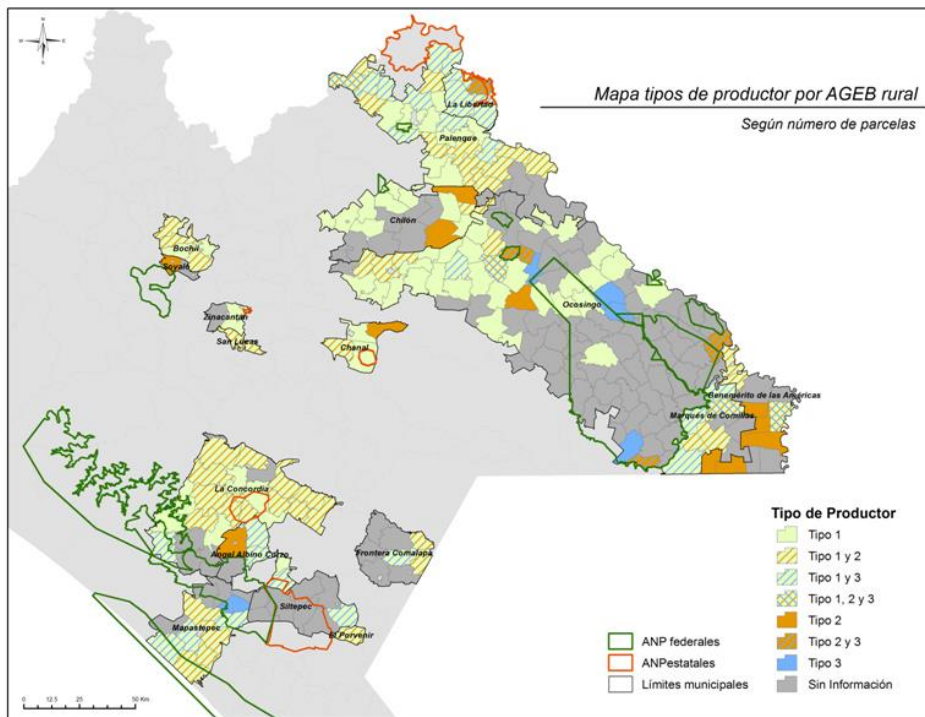 N
W
E
S
Mapa tipos de productor por AGEB rural
Según número de parcelas
La Libertad
Palenque
Chilón
Bochil
Soyaló
Zinacantán
San Lucas
Chanal
Ocosingo
Benemérito de las Américas
Marqués de Comillas
La Concordia
Angel Albino Corzo
Frontera Comalapa
Siltepec
Mapastepec
El Porvenir
Tipo de Productor
Tipo 1
Tipo 1 y 2
Tipo 1 y 3
Tipo 1, 2 y 3
Tipo 2
Tipo 2 y 3
Tipo 3
Sin Información
ANP federales
ANPestatales
Límites municipales
0 12.5 25 50 Km